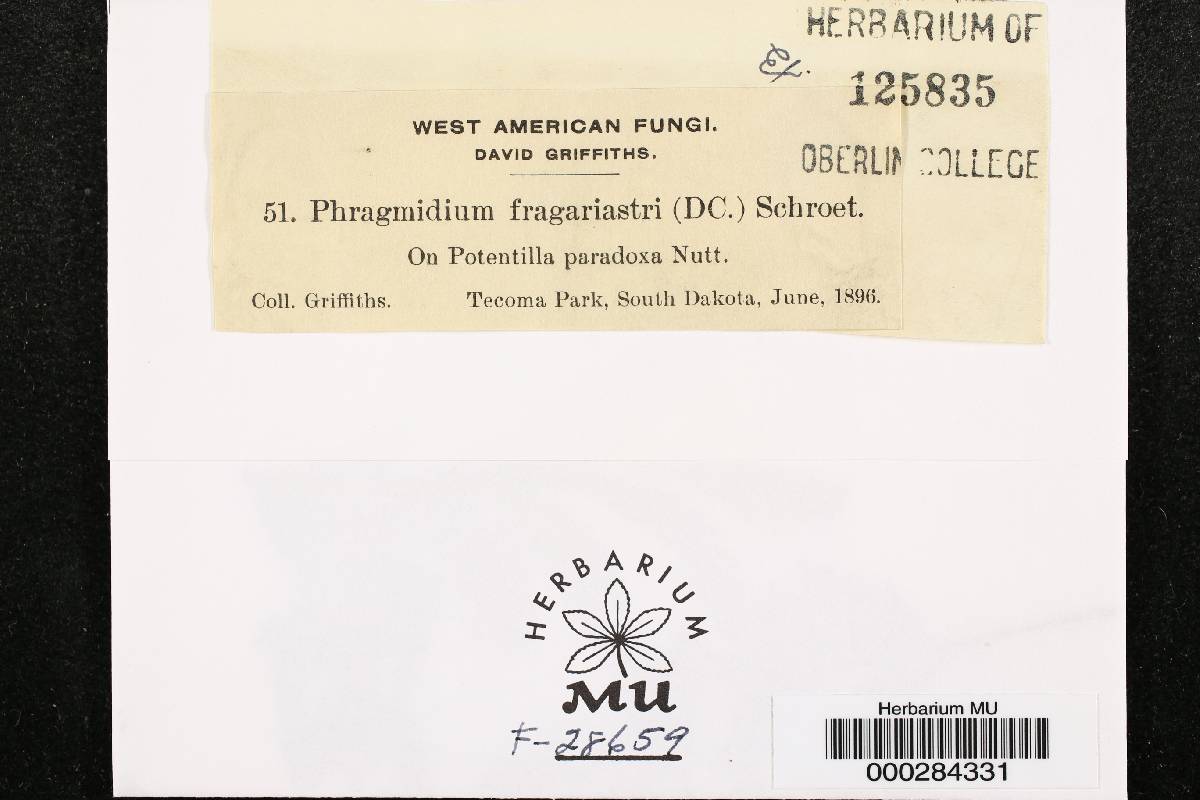 HERBARIUM OF
125835
OBERLIN COLLEGE
WEST AMERICAN FUNGI.
DAVID GRIFFITHS.
51. Phragmidium fragariastri (DC.) Schroet.
On Potentilla paradoxa Nutt.
Coll. Griffiths. Tecoma Park, South Dakota, June, 1896.
HERBARIUM
MU
F-28659
Herbarium MU
000284331